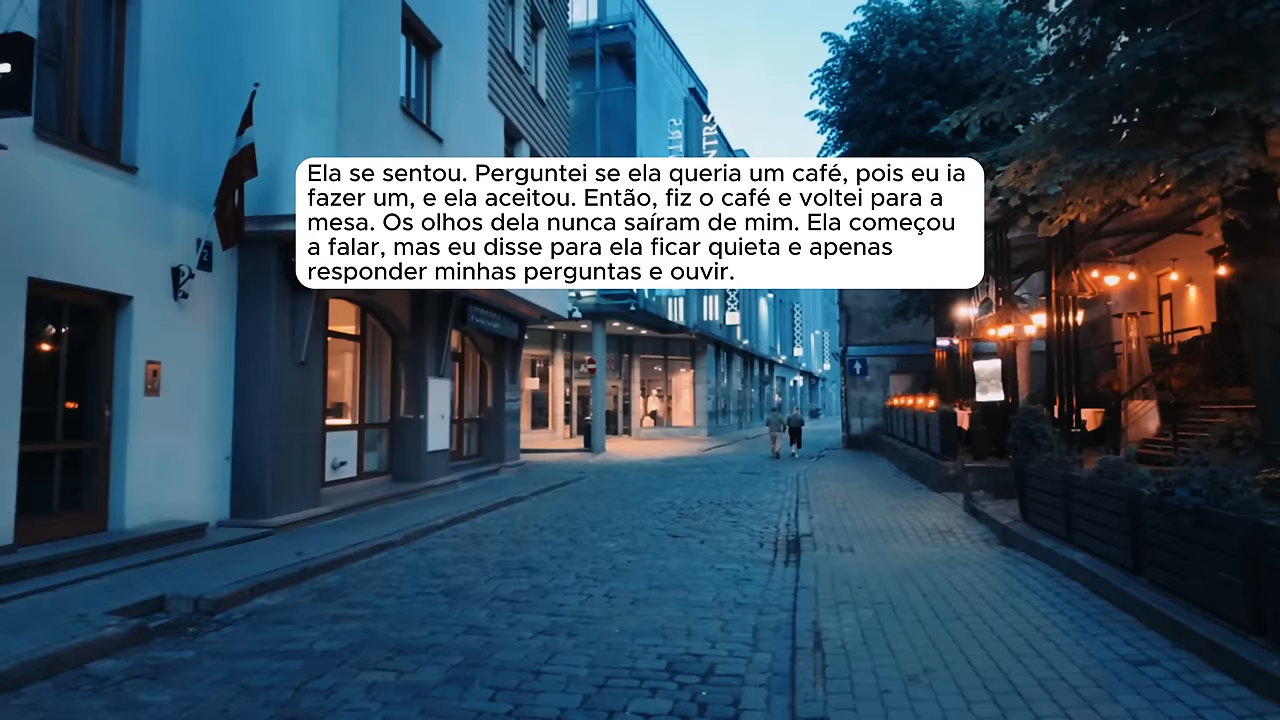 Ela se sentou. Perguntei se ela queria um café, pois eu ia
fazer um, e ela aceitou. Então, fiz o café e voltei para a
mesa. Os olhos dela nunca saíram de mim. Ela começou
a falar, mas eu disse para ela ficar quieta e apenas
responder minhas perguntas e ouvir.
2